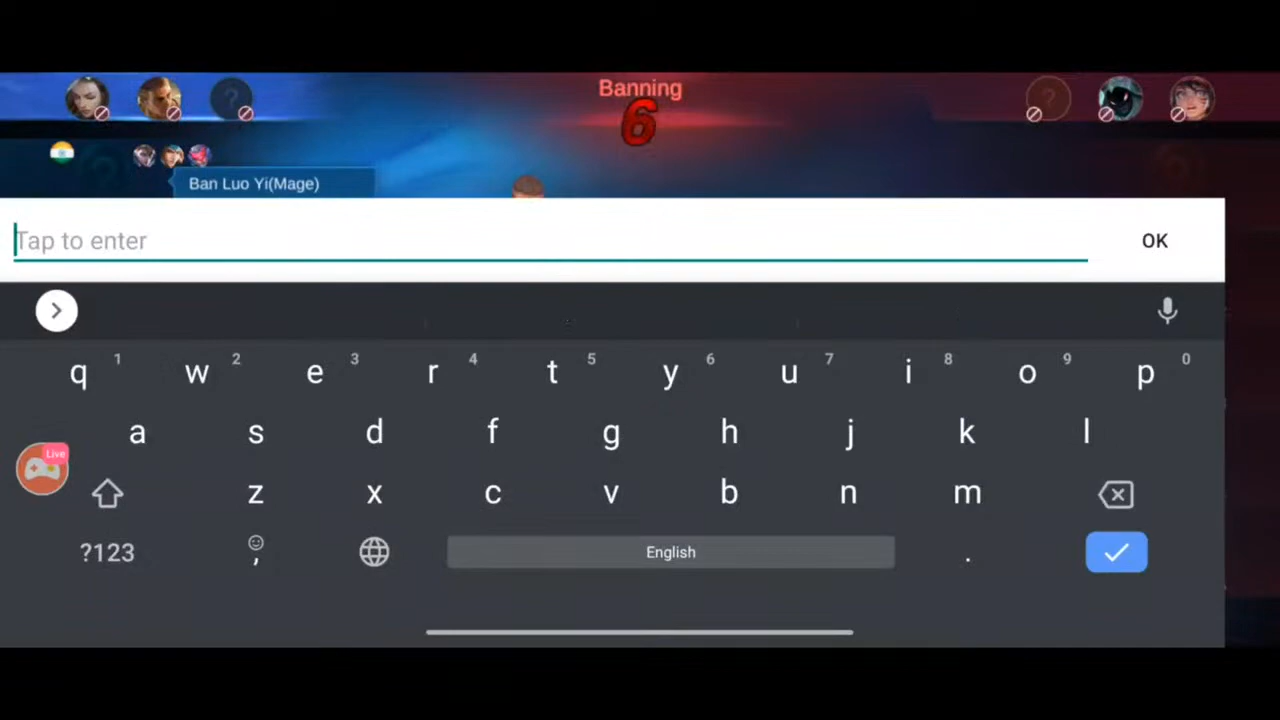 Banning
6
Ban Luo Yi(Mage)
Tap to enter
OK
q 1 w 2 e 3 r 4 t 5 y 6 u 7 i 8 o 9 p 0
a s d f g h j k l
Live
z x c v b n m
?123 , English .